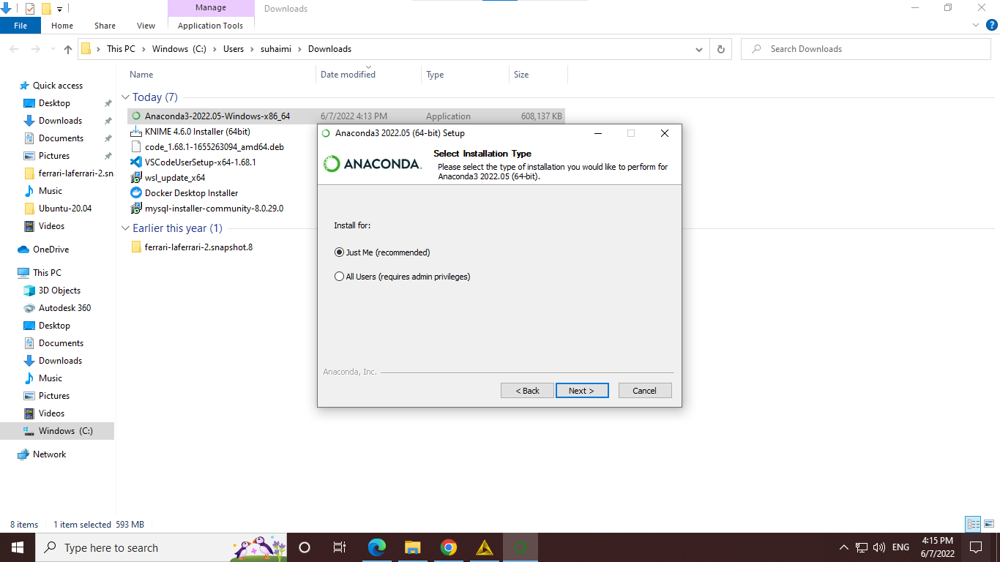 Manage
Downloads
File
Home
Share
View
Application Tools
This PC
Windows (C:)
Users
suhaimi
Downloads
Search Downloads
Name
Date modified
Type
Size
Today (7)
Anaconda3-2022.05-Windows-x86_64
6/7/2022 4:13 PM
Application
608,137 KB
KNIME 4.6.0 Installer (64bit)
code_1.68.1-1655263094_amd64.deb
VSCodeUserSetup-x64-1.68.1
wsl_update_x64
Docker Desktop Installer
mysql-installer-community-8.0.29.0
Earlier this year (1)
ferrari-laferrari-2.snapshot.8
Quick access
Desktop
Downloads
Documents
Pictures
ferrari-laferrari-2.sn
Music
Ubuntu-20.04
Videos
OneDrive
This PC
3D Objects
Autodesk 360
Desktop
Documents
Downloads
Music
Pictures
Videos
Windows (C:)
Network
Anaconda3 2022.05 (64-bit) Setup
ANACONDA.
Select Installation Type
Please select the type of installation you would like to perform for
Anaconda3 2022.05 (64-bit).
Install for:
Just Me (recommended)
All Users (requires admin privileges)
Anaconda, Inc.
< Back
Next >
Cancel
8 items
1 item selected 593 MB
Type here to search
ENG
4:15 PM
6/7/2022